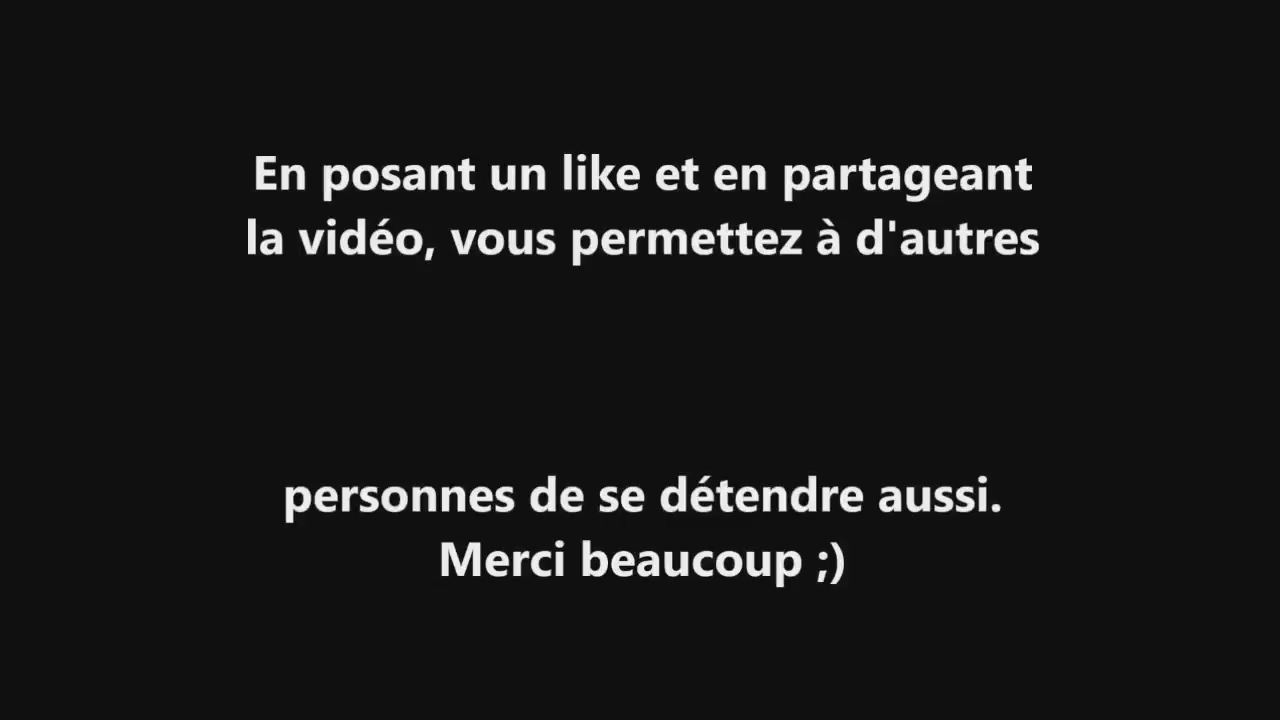 En posant un like et en partageant
la vidéo, vous permettez à d'autres
personnes de se détendre aussi.
Merci beaucoup ;)